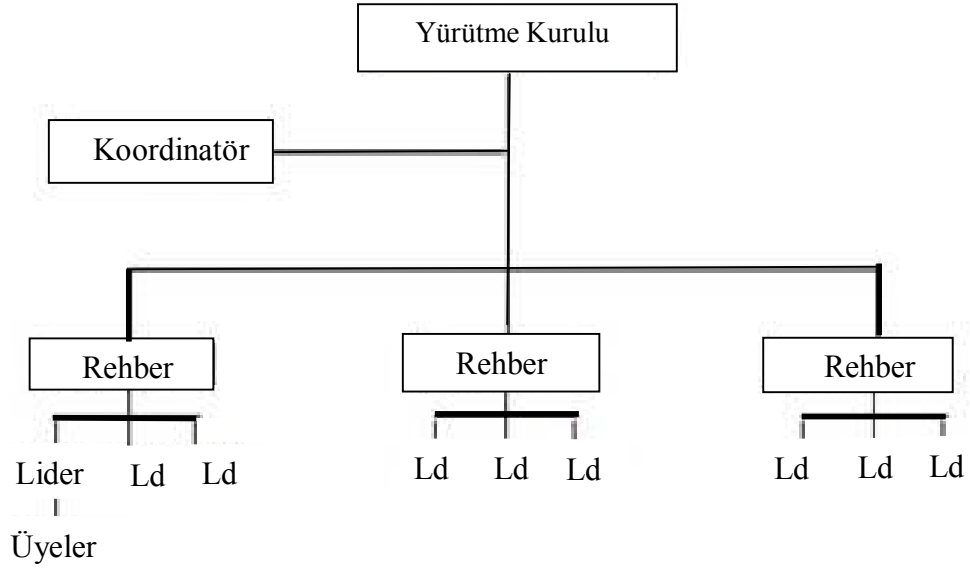 Yürütme Kurulu
Koordinatör
Rehber Rehber Rehber
Lider Ld Ld Ld Ld Ld Ld Ld Ld
Üyeler